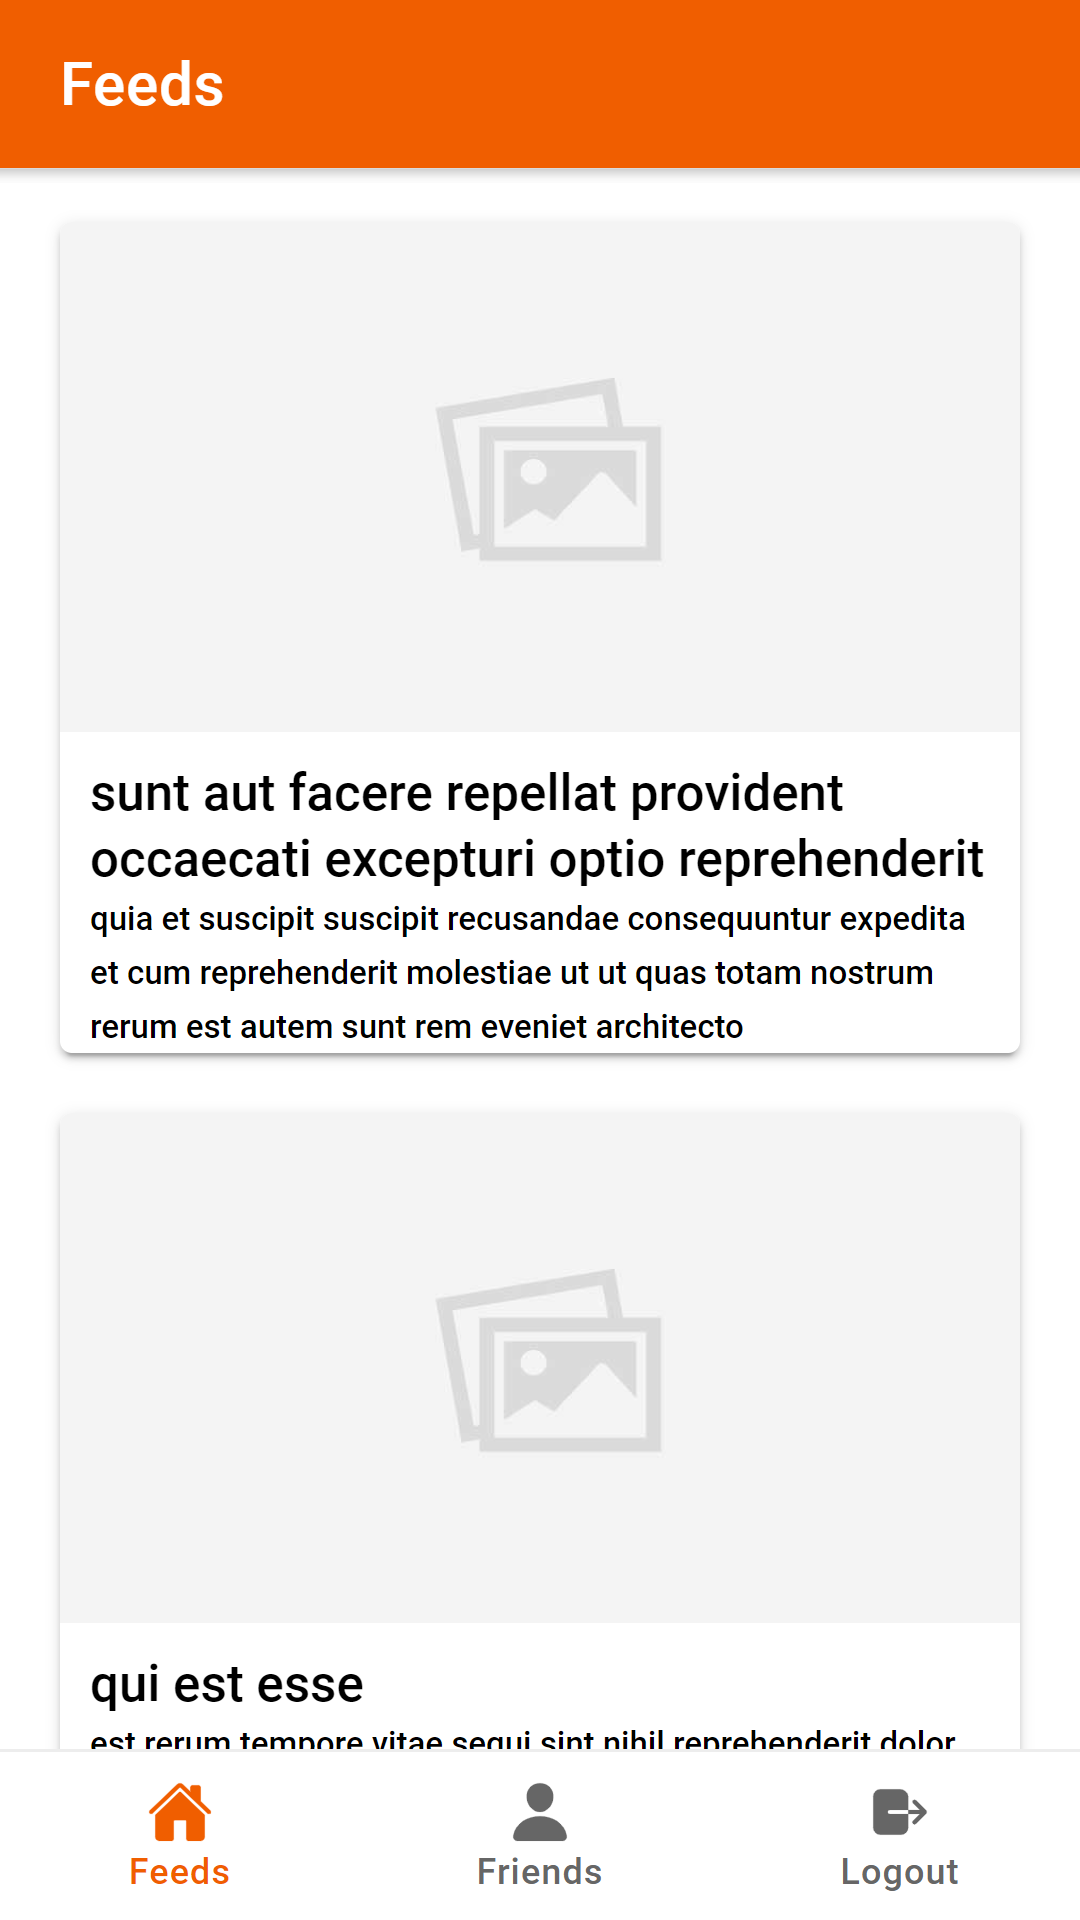 Feeds
sunt aut facere repellat provident
occaecati excepturi optio reprehenderit
quia et suscipit suscipit recusandae consequuntur expedita
et cum reprehenderit molestiae ut ut quas totam nostrum
rerum est autem sunt rem eveniet architecto
qui est esse
est rerum tempore vitae sequi sint nihil reprehenderit dolor
Feeds
Friends
Logout